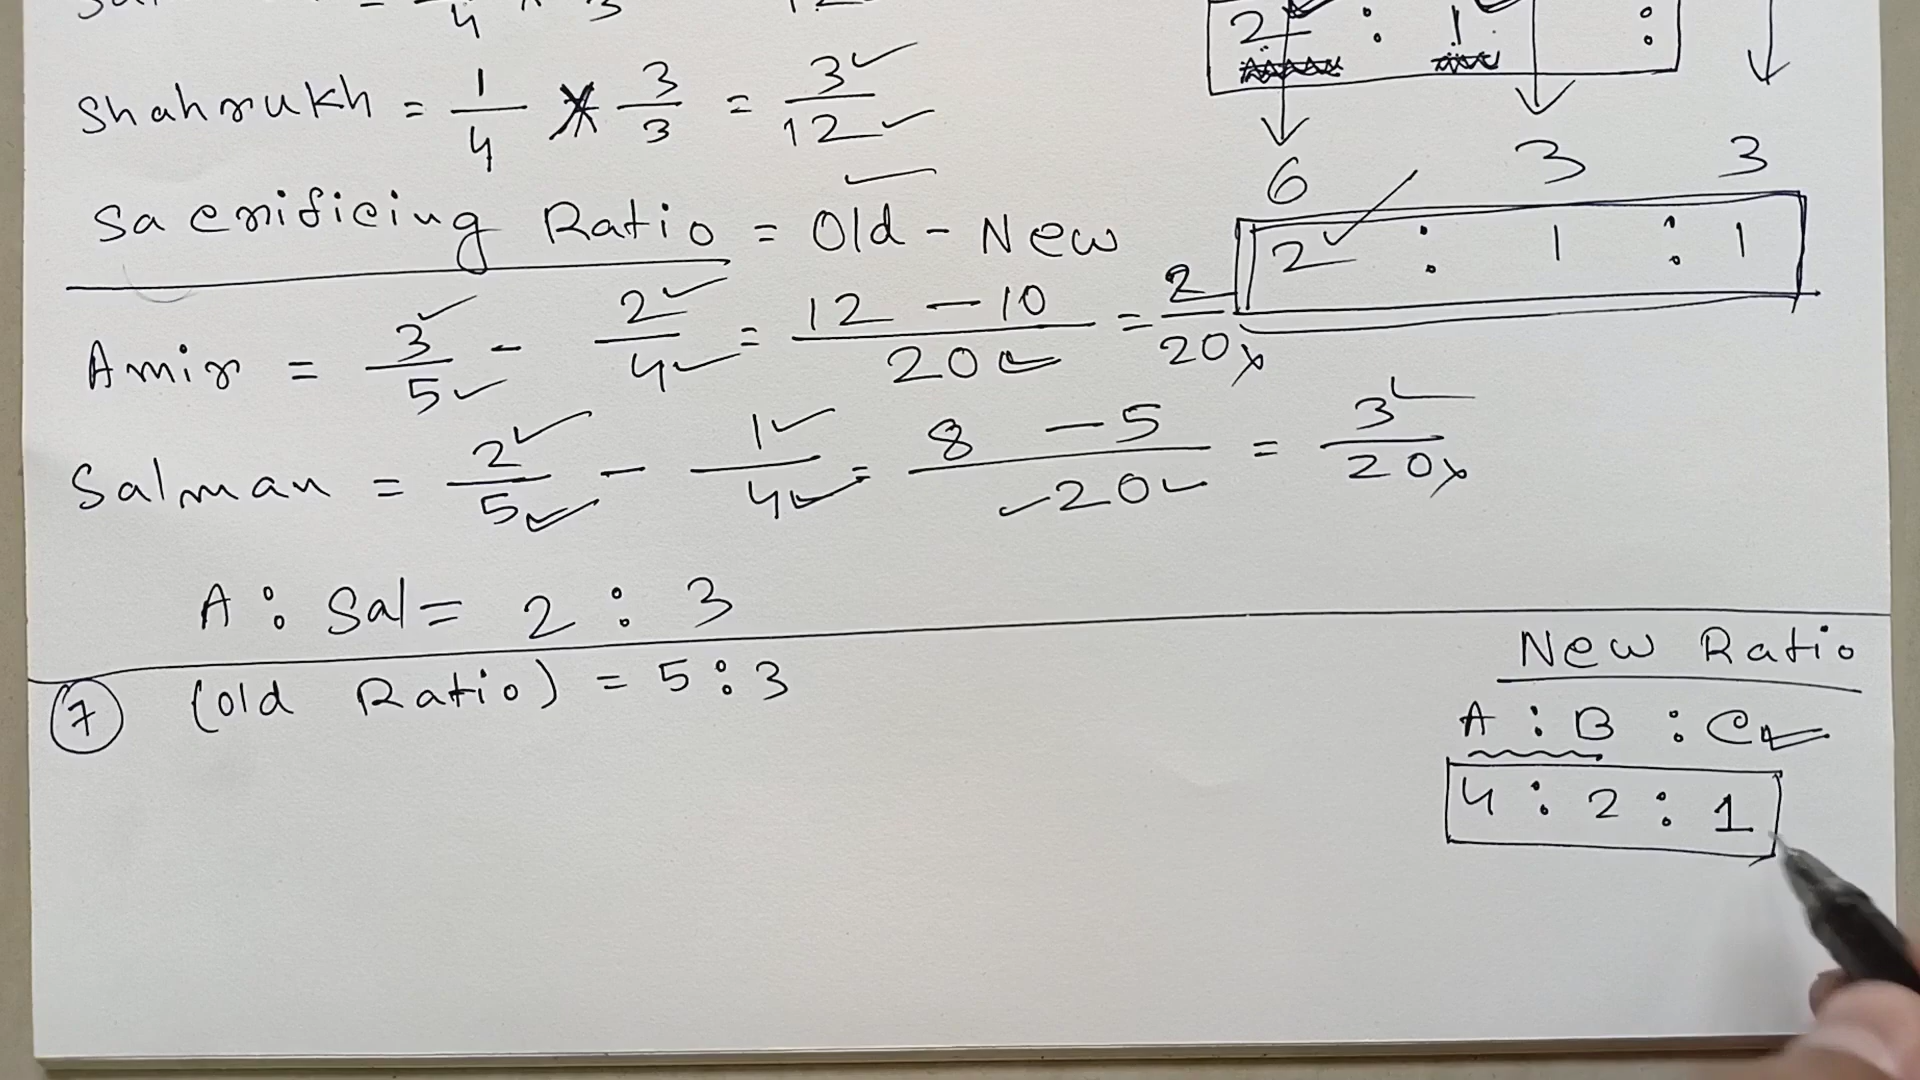 Shahrukh = 1/4 * 3/3 = 3/12
2 : 1 :
6 3 3
2 : 1 : 1
Sacrificing Ratio = Old - New
Amir = 3/5 - 2/4 = 12 - 10/20 = 2/20
Salman = 2/5 - 1/4 = 8 - 5/20 = 3/20
A : Sal = 2 : 3
7 (old Ratio) = 5 : 3
New Ratio
A : B : C
4 : 2 : 1